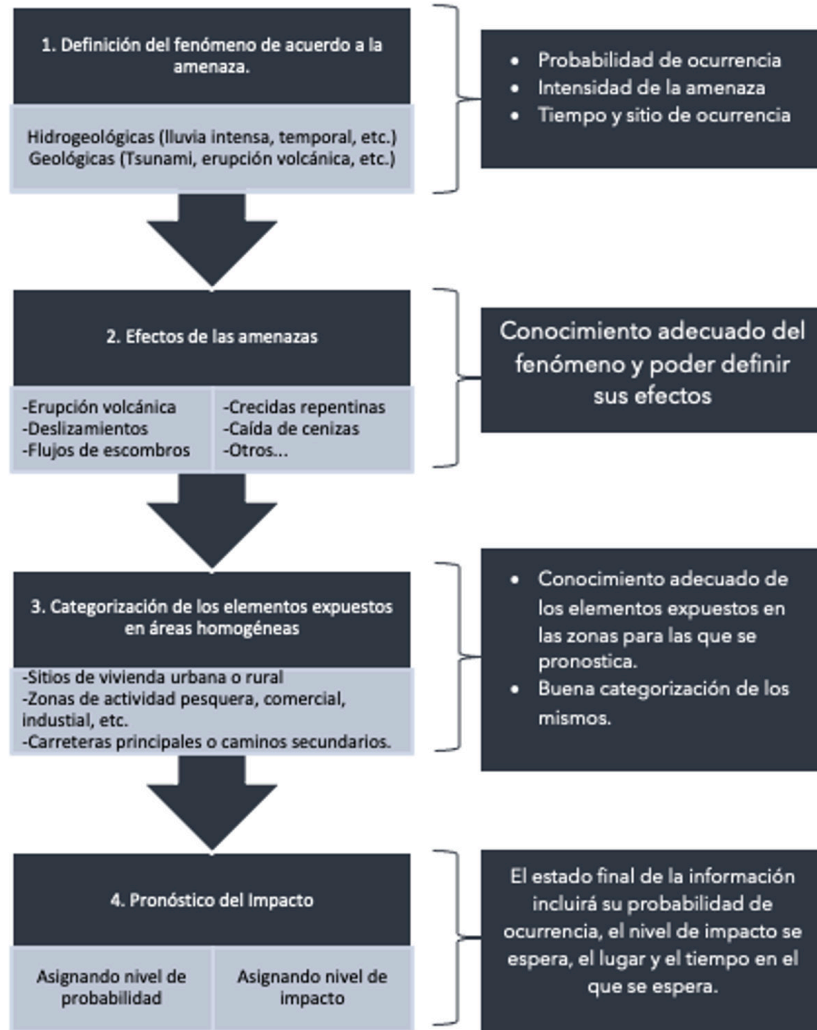 1. Definición del fenómeno de acuerdo a la
amenaza.
Hidrogeológicas (lluvia intensa, temporal, etc.)
Geológicas (Tsunami, erupción volcánica, etc.)
• Probabilidad de ocurrencia
• Intensidad de la amenaza
• Tiempo y sitio de ocurrencia
2. Efectos de las amenazas
-Erupción volcánica
-Deslizamientos
-Flujos de escombros
-Crecidas repentinas
-Caída de cenizas
-Otros...
Conocimiento adecuado del
fenómeno y poder definir
sus efectos
3. Categorización de los elementos expuestos
en áreas homogéneas
-Sitios de vivienda urbana o rural
-Zonas de actividad pesquera, comercial,
industial, etc.
-Carreteras principales o caminos secundarios.
• Conocimiento adecuado de
los elementos expuestos en
las zonas para las que se
pronostica.
• Buena categorización de los
mismos.
4. Pronóstico del Impacto
Asignando nivel de
probabilidad
Asignando nivel de
impacto
El estado final de la información
incluirá su probabilidad de
ocurrencia, el nivel de impacto se
espera, el lugar y el tiempo en el
que se espera.